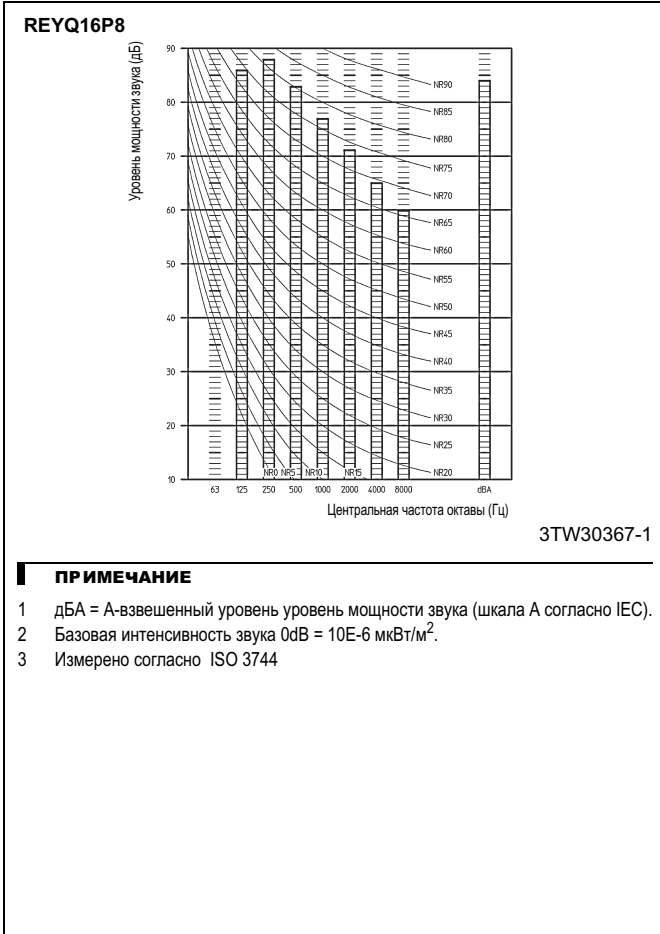 REYQ16P8
Уровень мощности звука (дБ)
90
80
70
60
50
40
30
20
10
NR90
NR85
NR80
NR75
NR70
NR65
NR60
NR55
NR50
NR45
NR40
NR35
NR30
NR25
NR20
NR0 NR5 NR10 NR15
63 125 250 500 1000 2000 4000 8000 dBA
Центральная частота октавы (Гц)
3TW30367-1
ПРИМЕЧАНИЕ
1 дБА = А-взвешенный уровень уровень мощности звука (шкала А согласно IEC).
2 Базовая интенсивность звука 0dB = 10E-6 мкВт/м².
3 Измерено согласно ISO 3744